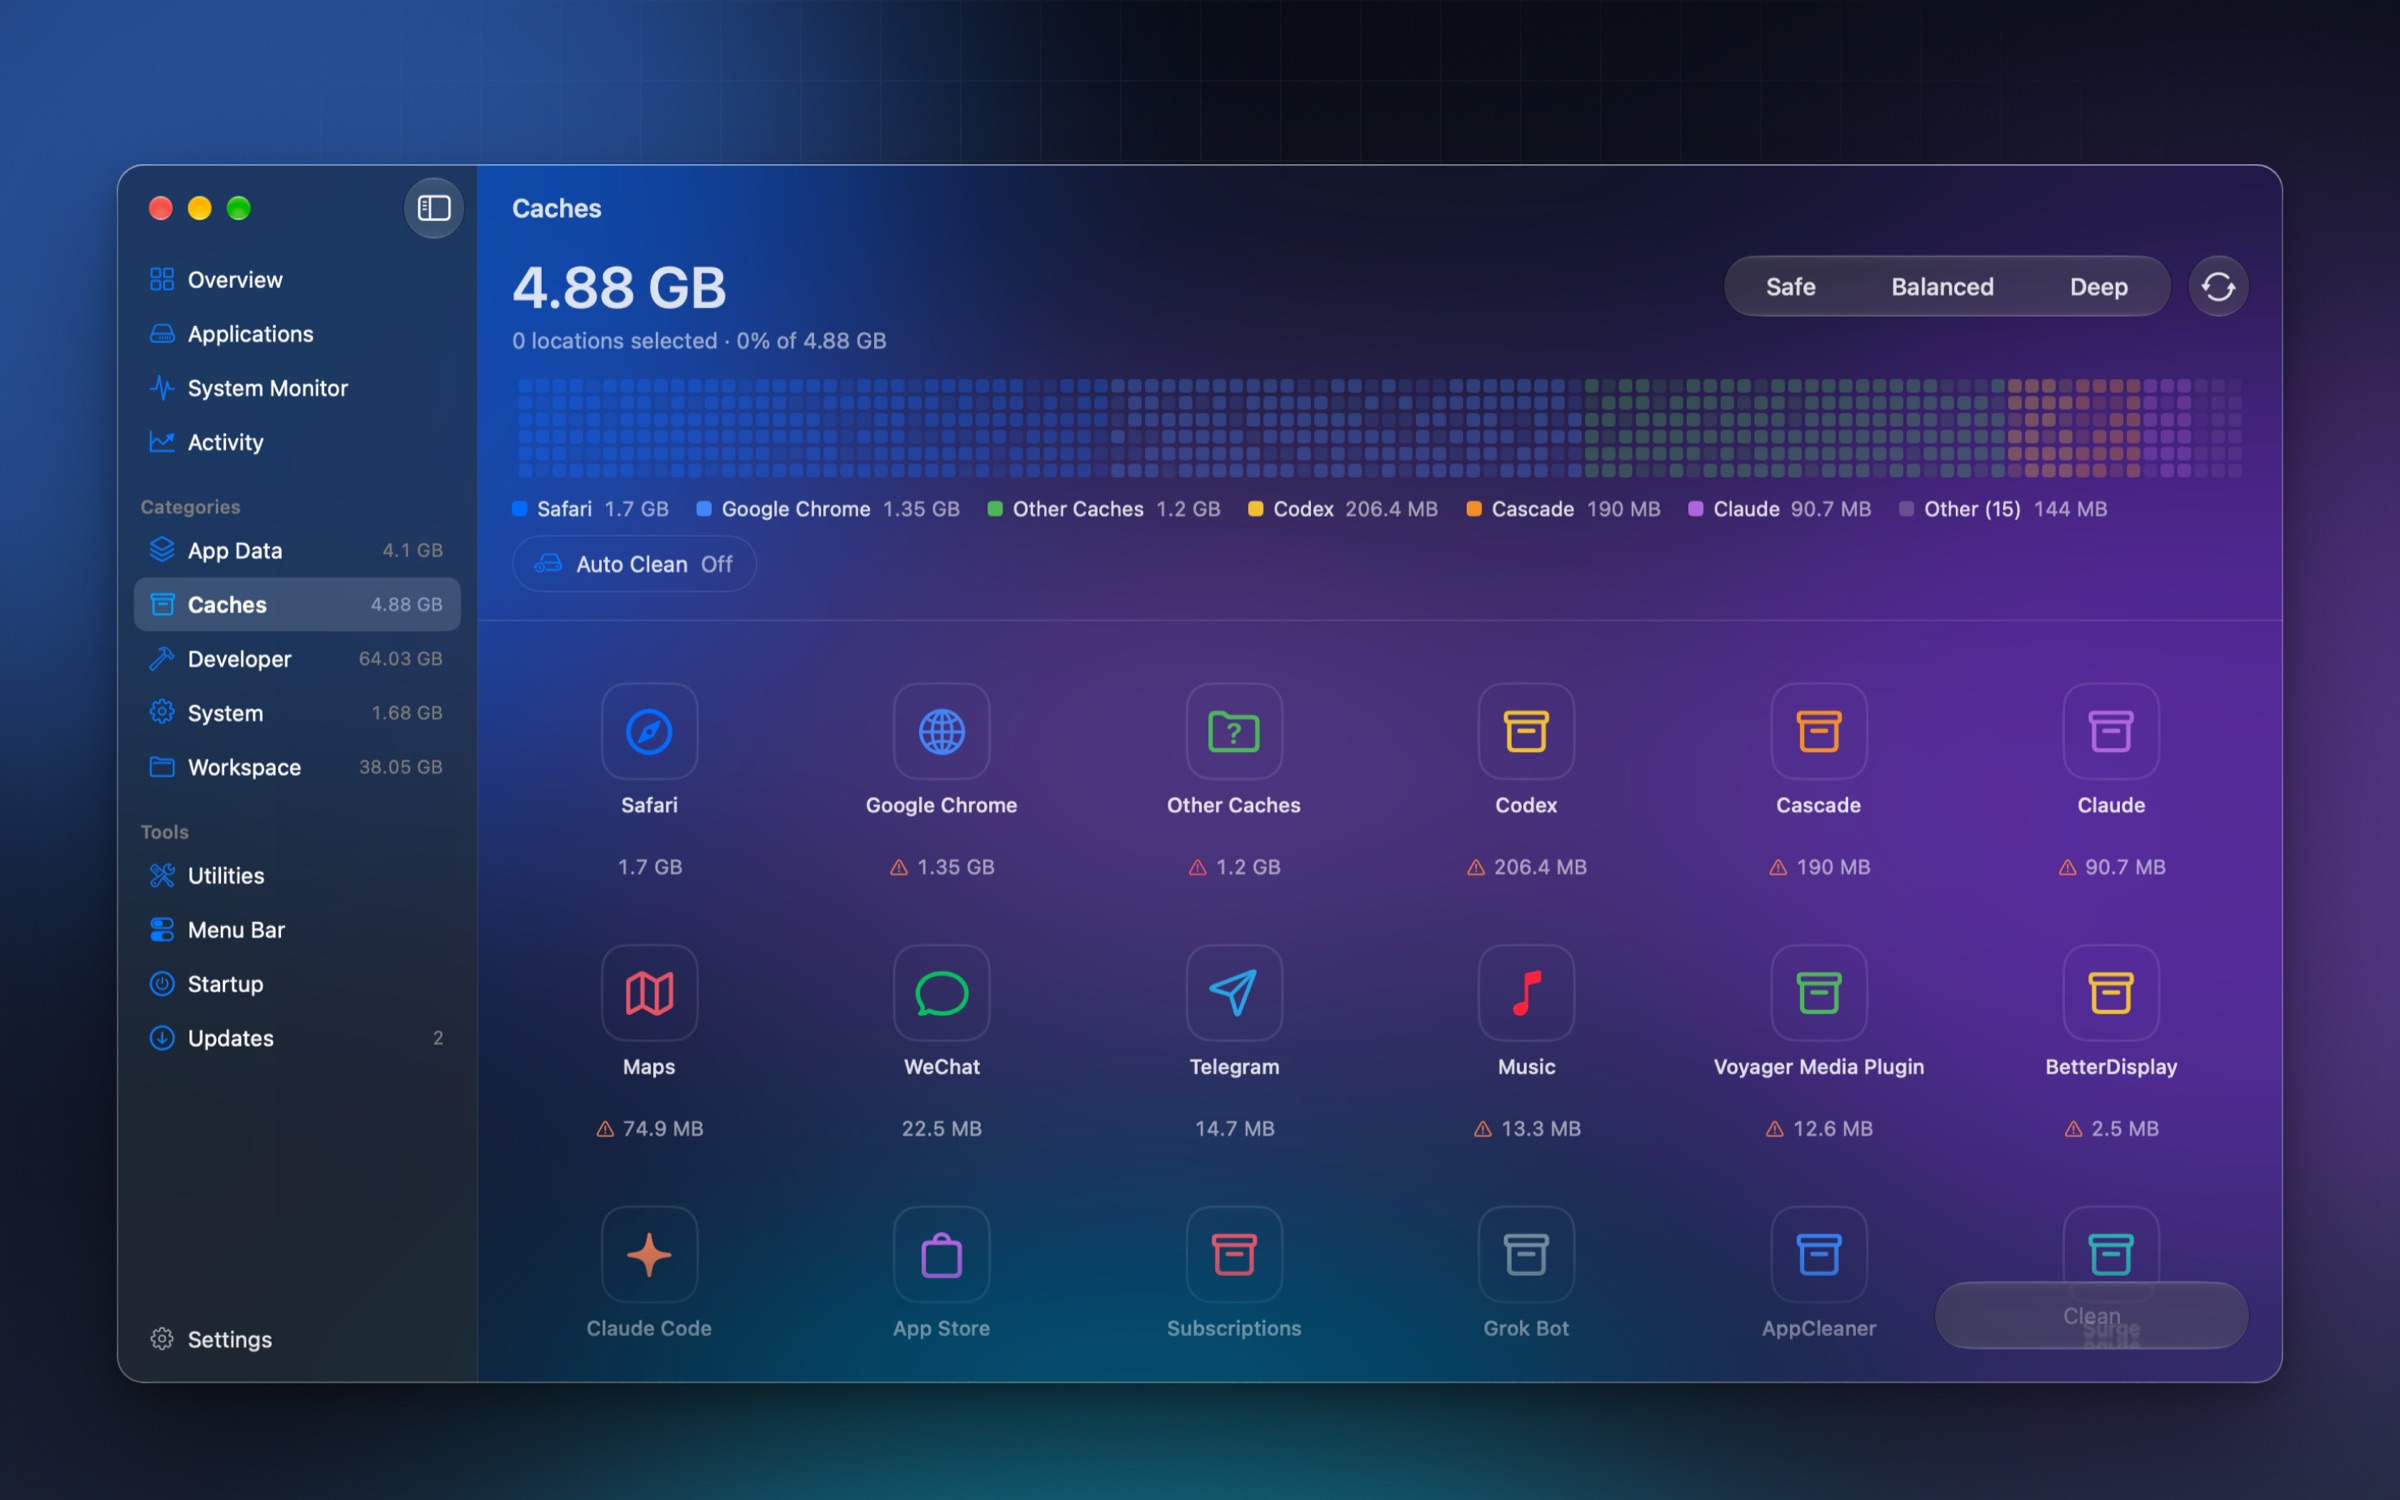 Overview
Applications
System Monitor
Activity
Categories
App Data 4.1 GB
Caches 4.88 GB
Developer 64.03 GB
System 1.68 GB
Workspace 38.05 GB
Tools
Utilities
Menu Bar
Startup
Updates 2
Settings
Caches
4.88 GB
0 locations selected · 0% of 4.88 GB
Safe Balanced Deep
Safari 1.7 GB Google Chrome 1.35 GB Other Caches 1.2 GB Codex 206.4 MB Cascade 190 MB Claude 90.7 MB Other (15) 144 MB
Auto Clean Off
Safari Google Chrome Other Caches Codex Cascade Claude
1.7 GB 1.35 GB 1.2 GB 206.4 MB 190 MB 90.7 MB
Maps WeChat Telegram Music Voyager Media Plugin BetterDisplay
74.9 MB 22.5 MB 14.7 MB 13.3 MB 12.6 MB 2.5 MB
Claude Code App Store Subscriptions Grok Bot AppCleaner Surge
Clean